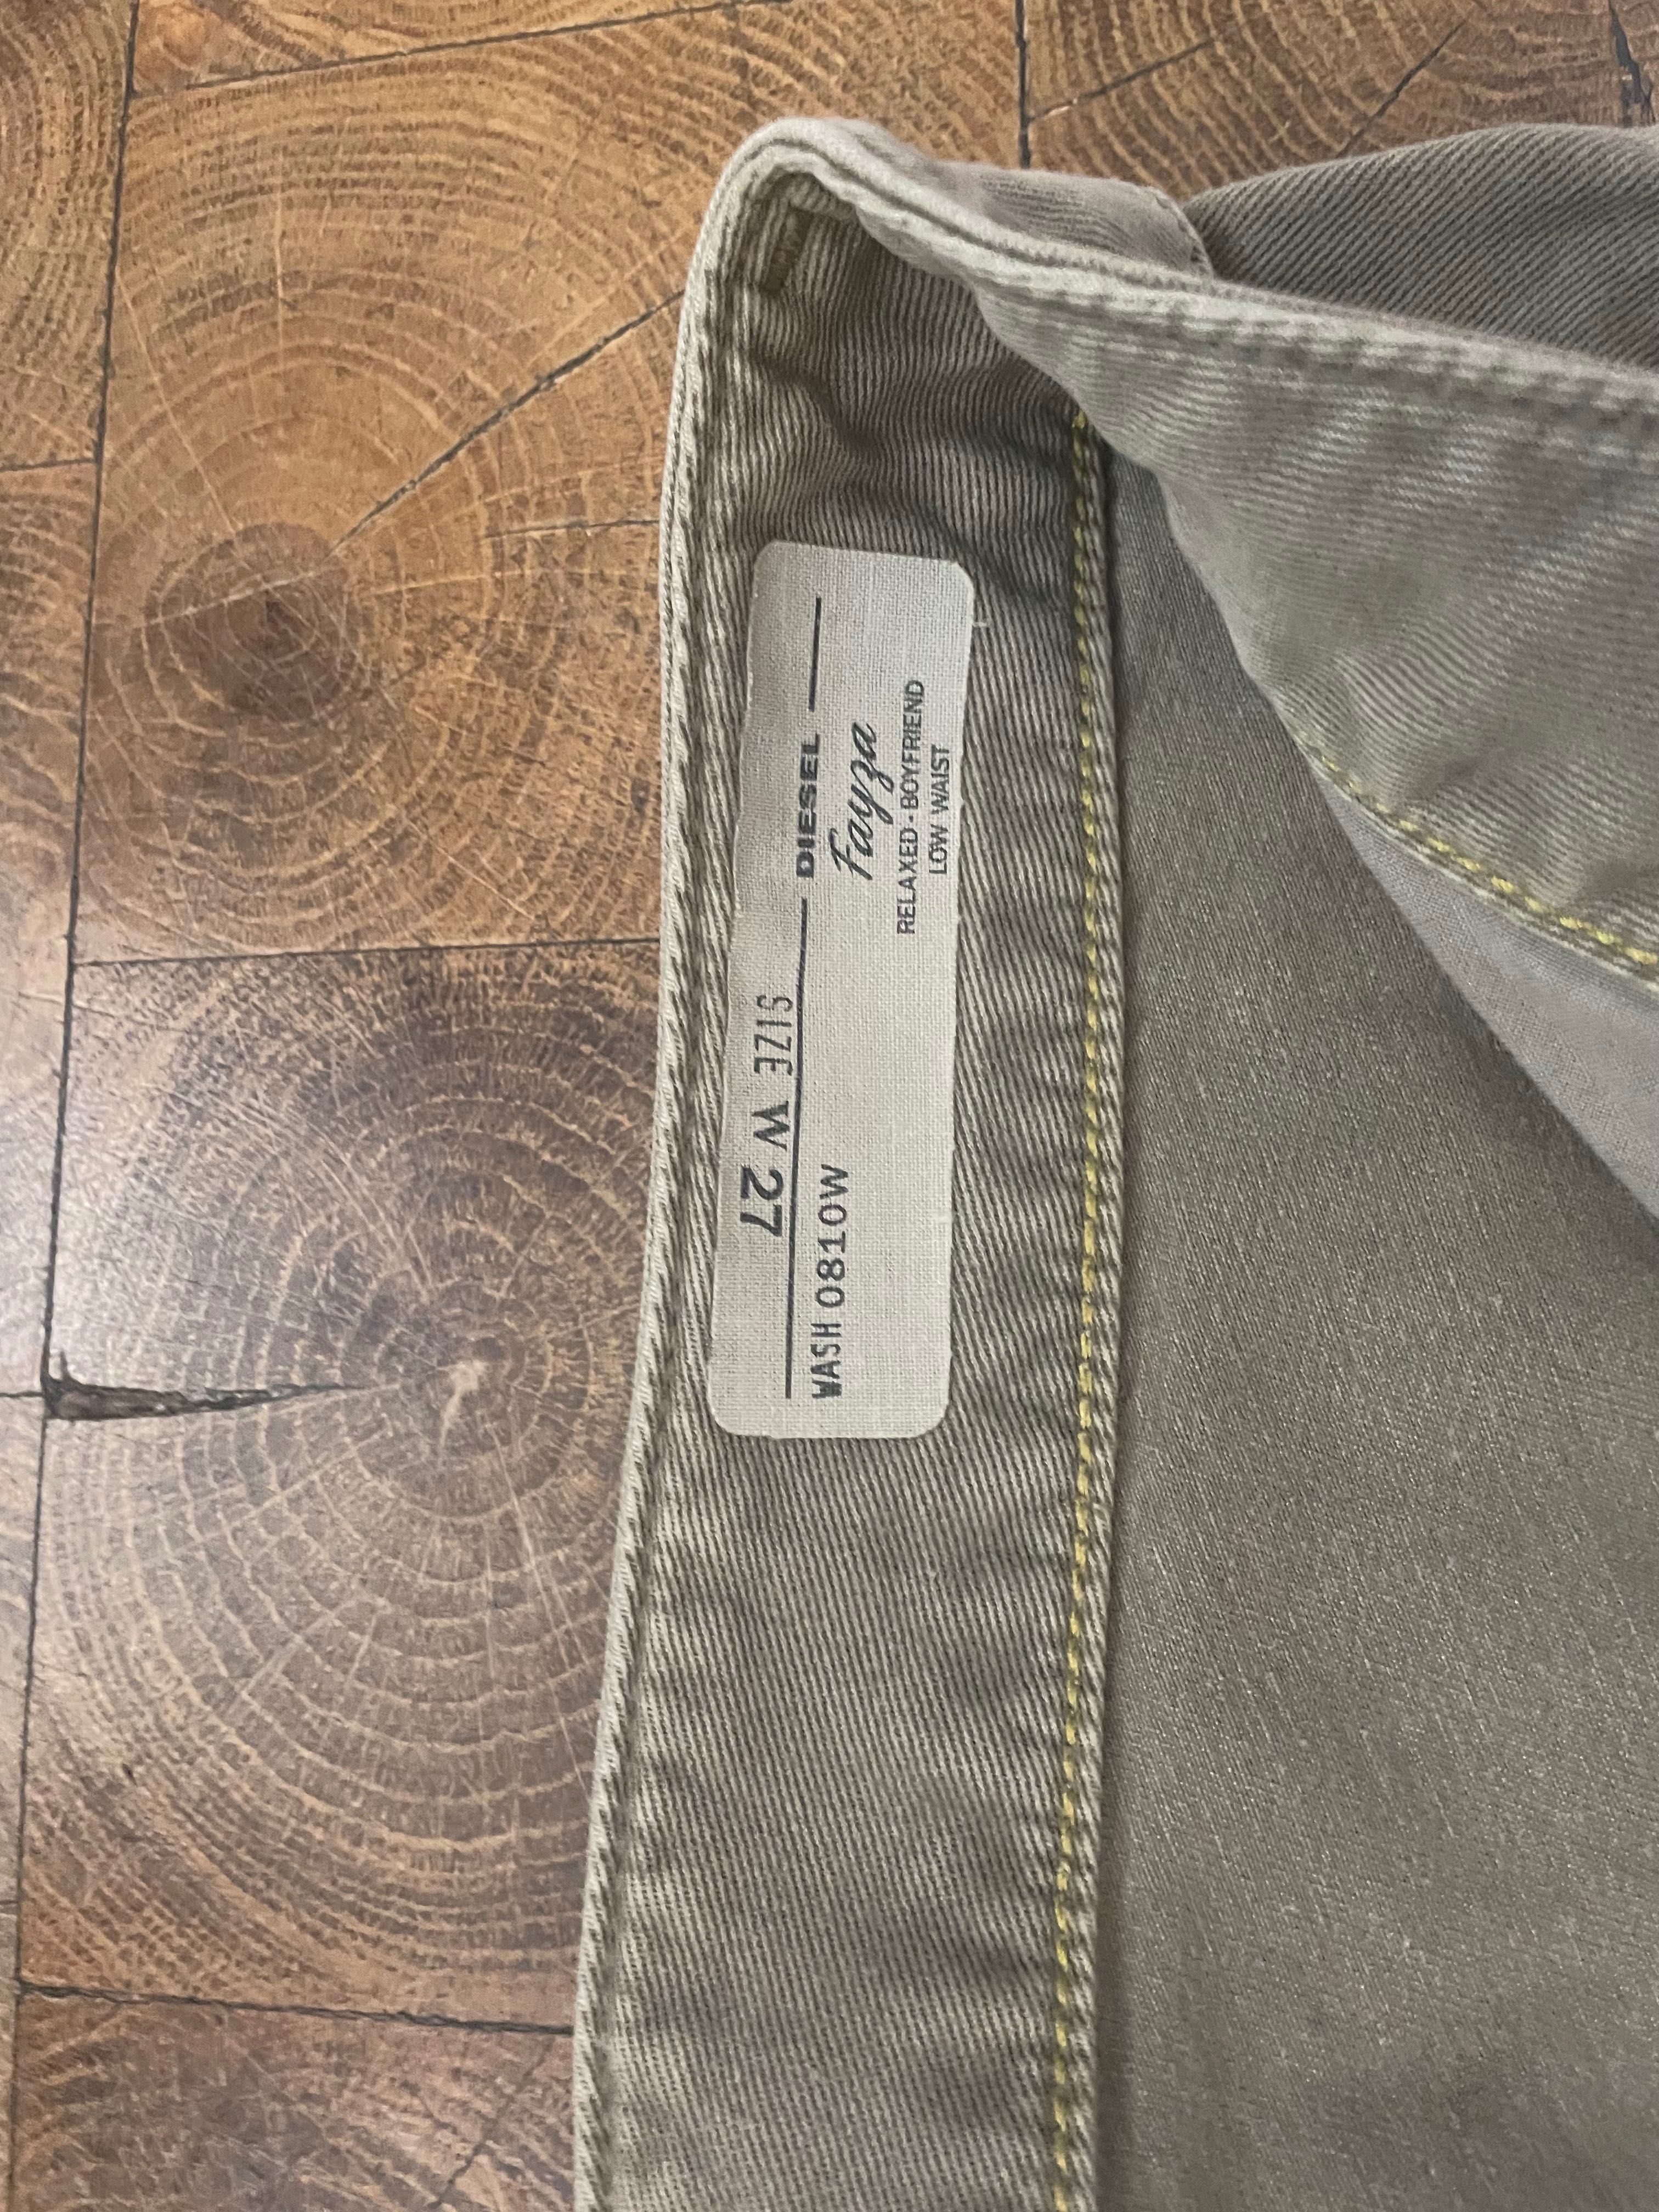 DIESEL
Fayza
RELAXED - BOYFRIEND
LOW WAIST
SIZE W 27
WASH 0810W